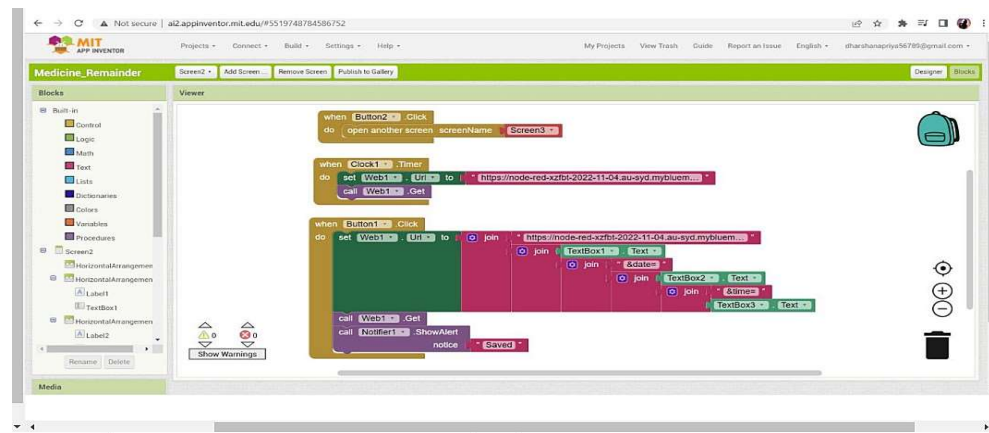 Not secure | ai2.appinventor.mit.edu/#5519748784586752
MIT
APP INVENTOR
Projects Connect Build Settings Help My Projects View Trash Guide Report an Issue English dharshanapriya56789@gmail.com
Medicine_Remainder Screen2 Add Screen ... Remove Screen Publish to Gallery Designer Blocks
Blocks Viewer
Built-in
Control
Logic
Math
Text
Lists
Dictionaries
Colors
Variables
Procedures
Screen2
HorizontalArrangemen
HorizontalArrangemen
Label1
TextBox1
HorizontalArrangemen
Label2
Rename Delete
Media
when Button2 .Click
do open another screen screenName " Screen3 "
when Clock1 .Timer
do set Web1 . Url to " https://node-red-xzfbt-2022-11-04.au-syd.mybluem... "
call Web1 .Get
when Button1 .Click
do set Web1 . Url to join " https://node-red-xzfbt-2022-11-04.au-syd.mybluem... "
join TextBox1 . Text
join " &date= "
join TextBox2 . Text
join " &time= "
TextBox3 . Text
call Web1 .Get
call Notifier1 .ShowAlert
notice " Saved "
0 0
Show Warnings